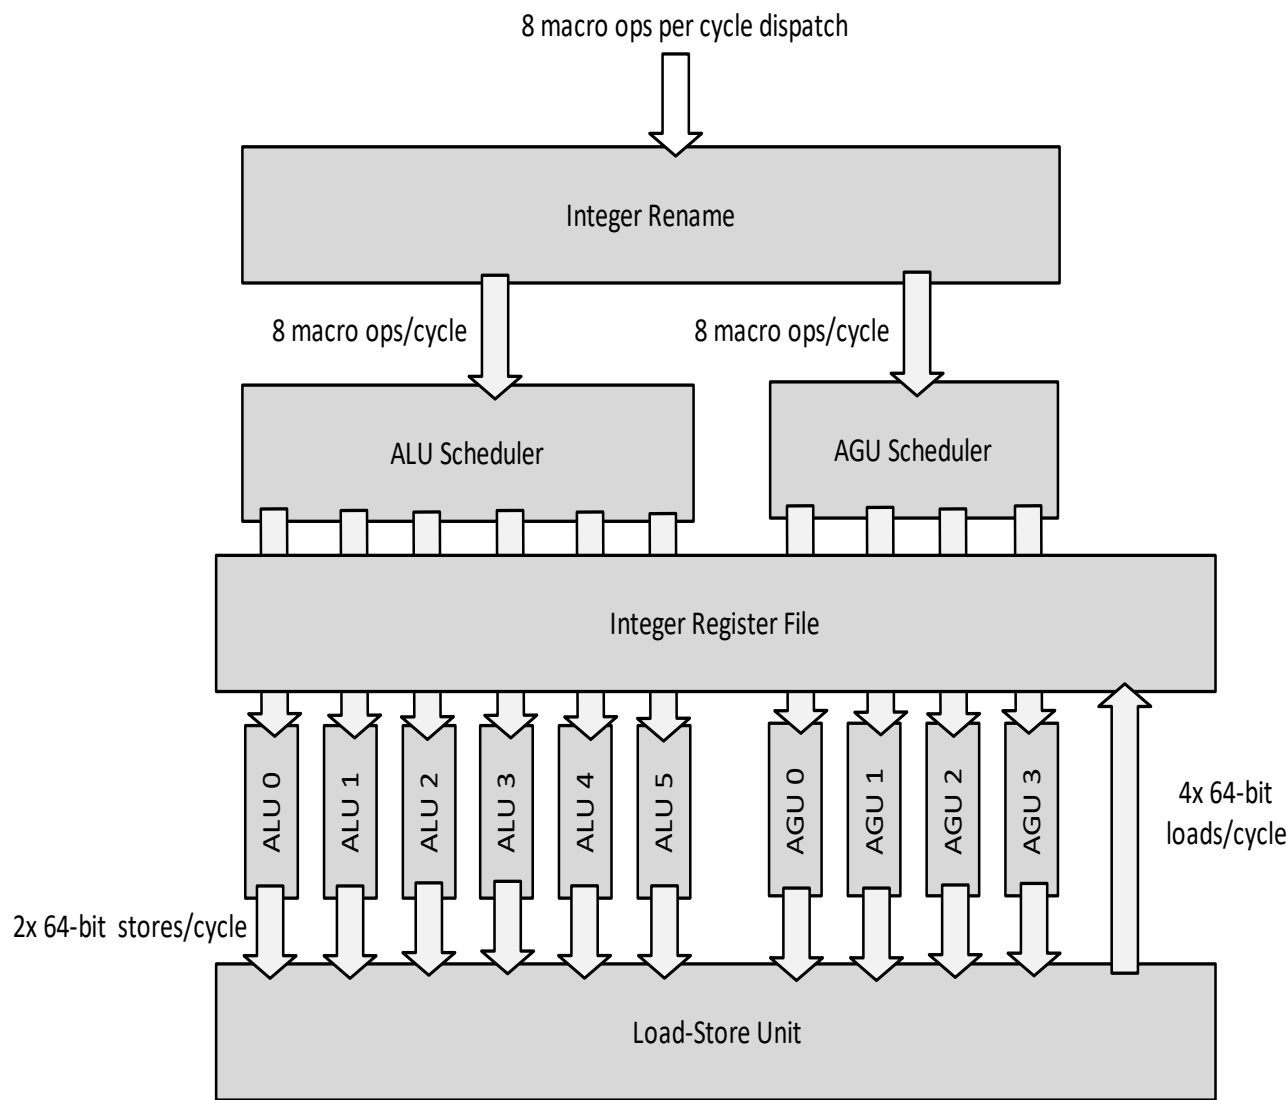 8 macro ops per cycle dispatch
Integer Rename
8 macro ops/cycle
8 macro ops/cycle
ALU Scheduler
AGU Scheduler
Integer Register File
ALU 0
ALU 1
ALU 2
ALU 3
ALU 4
ALU 5
AGU 0
AGU 1
AGU 2
AGU 3
4x 64-bit
loads/cycle
2x 64-bit stores/cycle
Load-Store Unit